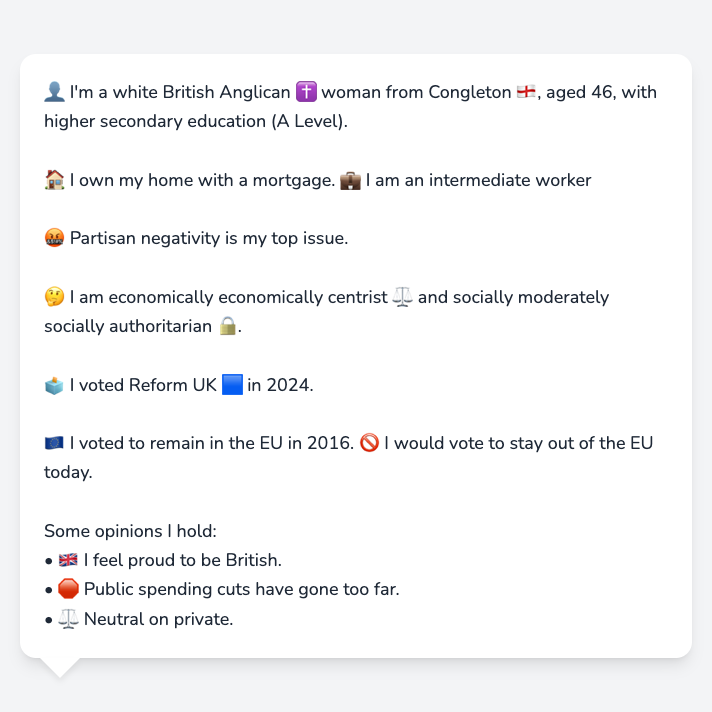 👤 I'm a white British Anglican ✝️ woman from Congleton 🏴󠁧󠁢󠁥󠁮󠁧󠁿, aged 46, with
higher secondary education (A Level).
🏠 I own my home with a mortgage. 💼 I am an intermediate worker
🤬 Partisan negativity is my top issue.
🤔 I am economically economically centrist ⚖️ and socially moderately
socially authoritarian 🔒.
🗳️ I voted Reform UK 🟦 in 2024.
🇪🇺 I voted to remain in the EU in 2016. 🚫 I would vote to stay out of the EU
today.
Some opinions I hold:
• 🇬🇧 I feel proud to be British.
• 🛑 Public spending cuts have gone too far.
• ⚖️ Neutral on private.